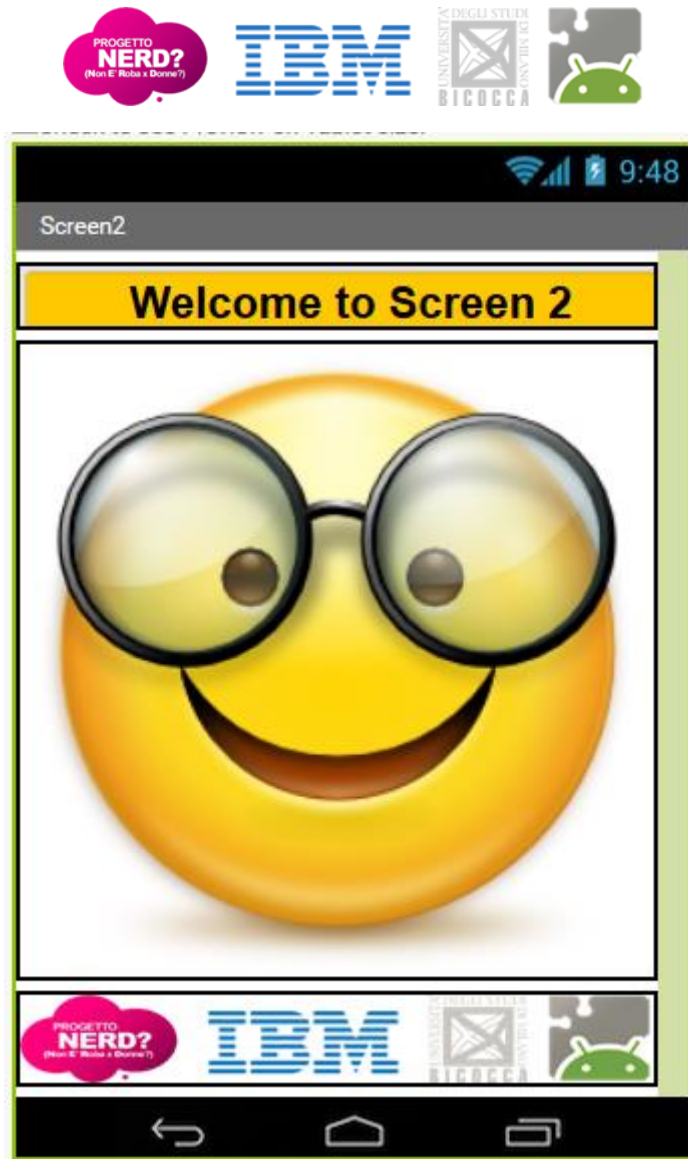 PROGETTO
NERD?
(Non E' Roba x Donne?)
IBM
UNIVERSITA'
DEGLI STUDI
DI MILANO
BICOCCA
9:48
Screen2
Welcome to Screen 2
PROGETTO
NERD?
(Non E' Roba x Donne?)
IBM
BICOCCA